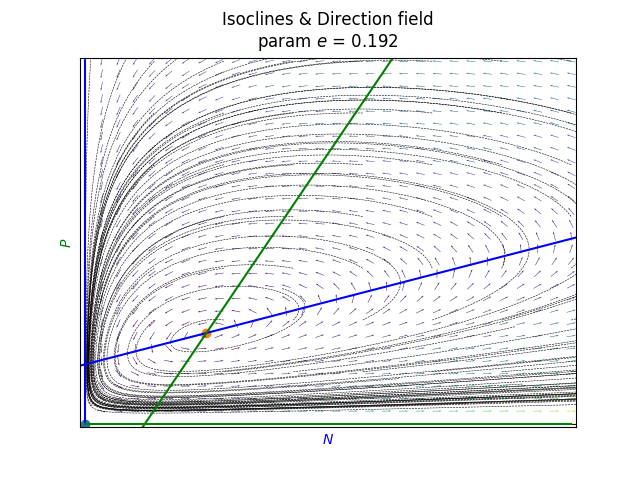 Isoclines & Direction field
param e = 0.192
P
N